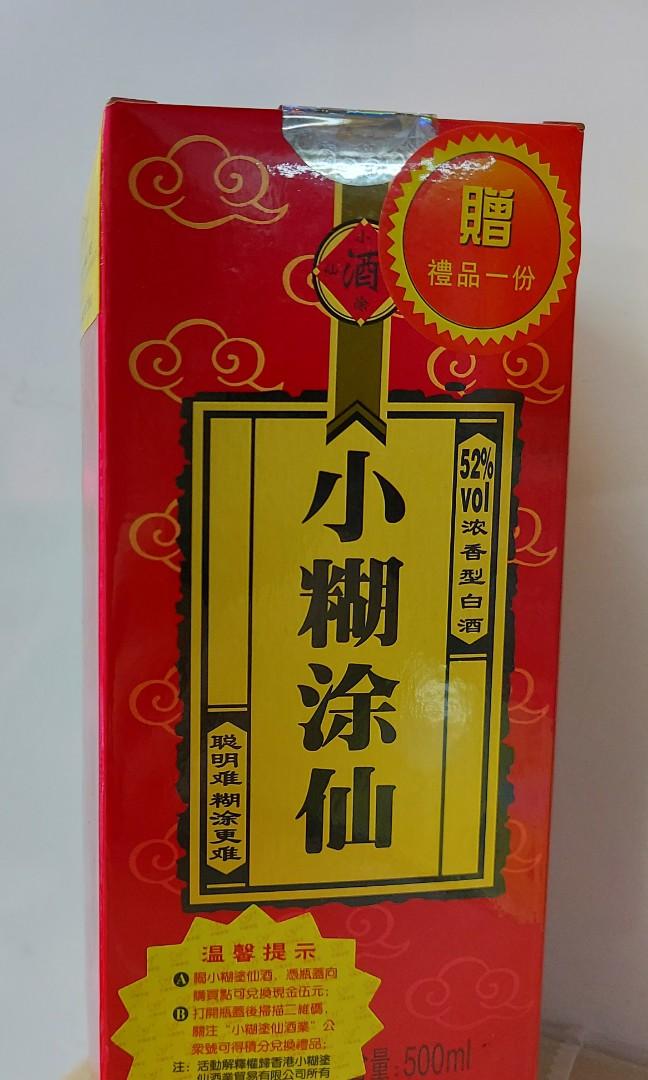 贈
禮品一份
小
酒
仙
塗
52%
vol
浓香型白酒
小糊涂仙
聪明难 糊涂更难
温馨提示
A 喝小糊塗仙酒，憑瓶蓋向
購買點可兌換現金伍元；
B 打開瓶蓋後掃描二維碼，
關注“小糊塗仙酒業”公
衆號可得積分兌換禮品；
注：活動解釋權歸香港小糊塗
仙酒業貿易有限公司所有
量:500ml